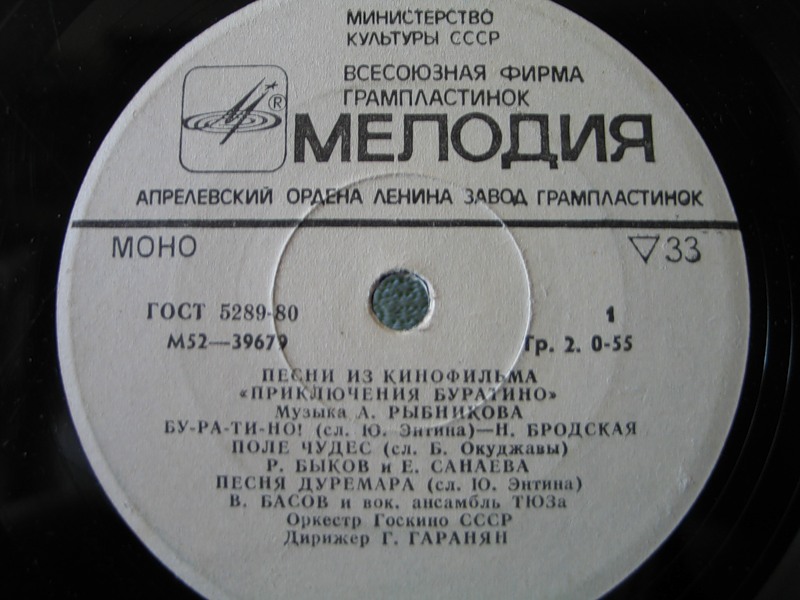 МИНИСТЕРСТВО
КУЛЬТУРЫ СССР
ВСЕСОЮЗНАЯ ФИРМА
ГРАМПЛАСТИНОК
®
МЕЛОДИЯ
АПРЕЛЕВСКИЙ ОРДЕНА ЛЕНИНА ЗАВОД ГРАМПЛАСТИНОК
МОНО ▽33
ГОСТ 5289-80 1
М52—39679 Гр. 2. 0-55
ПЕСНИ ИЗ КИНОФИЛЬМА
«ПРИКЛЮЧЕНИЯ БУРАТИНО»
Музыка А. РЫБНИКОВА
БУ-РА-ТИ-НО! (сл. Ю. Энтина)—Н. БРОДСКАЯ
ПОЛЕ ЧУДЕС (сл. Б. Окуджавы)
Р. БЫКОВ и Е. САНАЕВА
ПЕСНЯ ДУРЕМАРА (сл. Ю. Энтина)
В. БАСОВ и вок. ансамбль ТЮЗа
Оркестр Госкино СССР
Дирижер Г. ГАРАНЯН